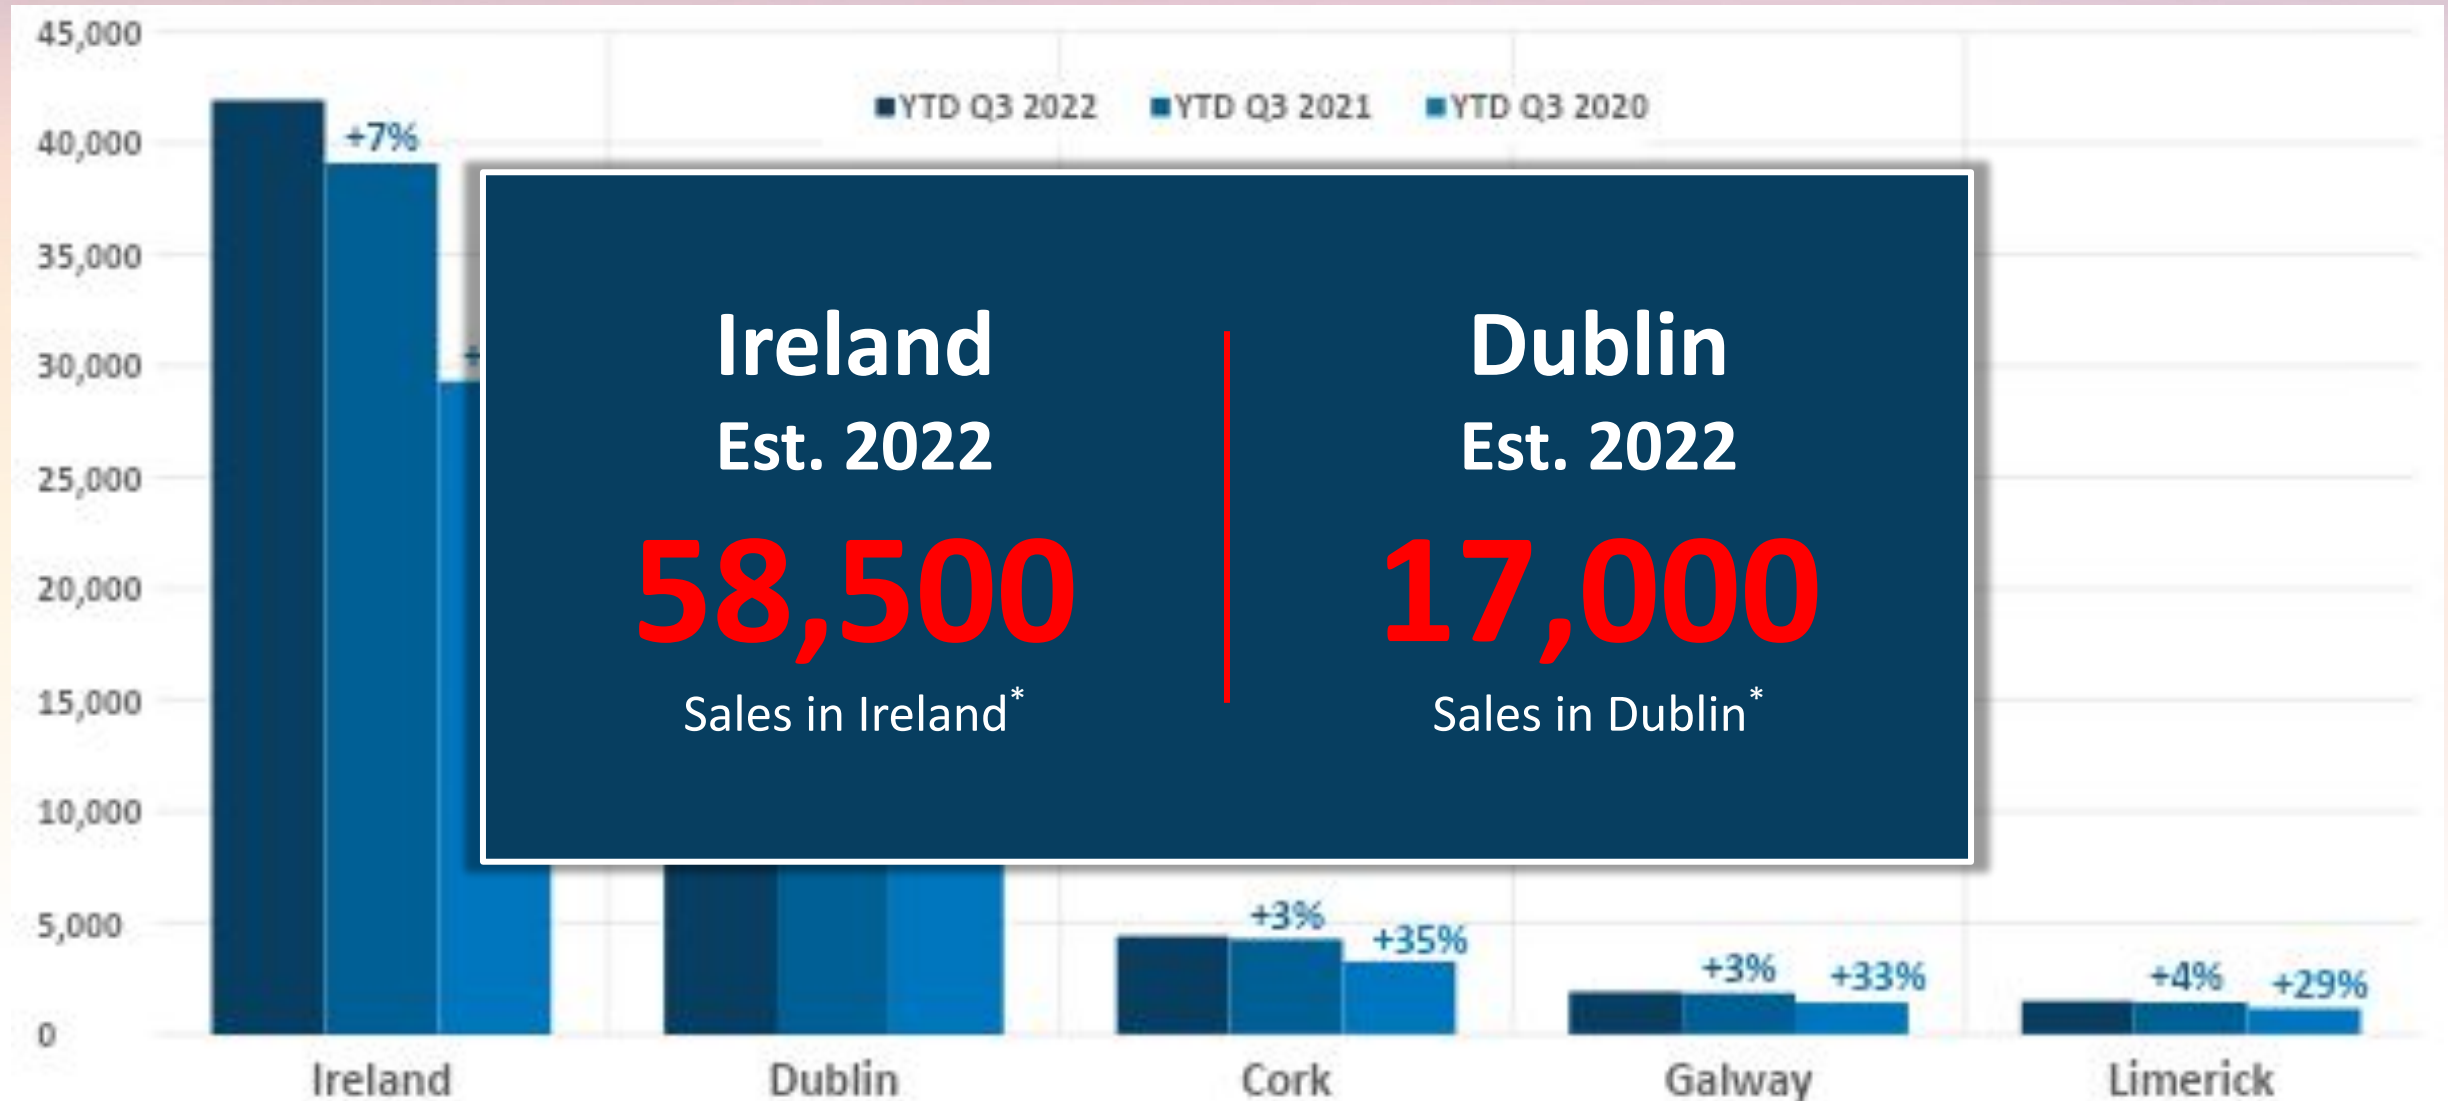 45,000
YTD Q3 2022 YTD Q3 2021 YTD Q3 2020
+7%
40,000
35,000
30,000
25,000
20,000
15,000
10,000
5,000
0
+
Ireland
Est. 2022
58,500
Sales in Ireland*
Dublin
Est. 2022
17,000
Sales in Dublin*
+3%
+35%
+3%
+33%
+4%
+29%
Ireland
Dublin
Cork
Galway
Limerick